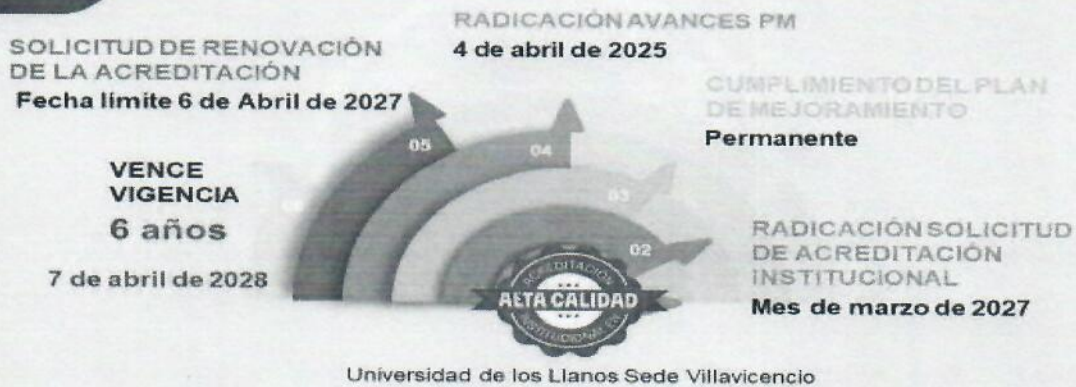 RADICACIÓN AVANCES PM
4 de abril de 2025
SOLICITUD DE RENOVACIÓN
DE LA ACREDITACIÓN
Fecha límite 6 de Abril de 2027
CUMPLIMIENTO DEL PLAN
DE MEJORAMIENTO
Permanente
05
04
03
02
VENCE
VIGENCIA
6 años
7 de abril de 2028
RADICACIÓN SOLICITUD
DE ACREDITACIÓN
INSTITUCIONAL
Mes de marzo de 2027
ACREDITACIÓN
ALTA CALIDAD
INSTITUCIONAL EN
Universidad de los Llanos Sede Villavicencio